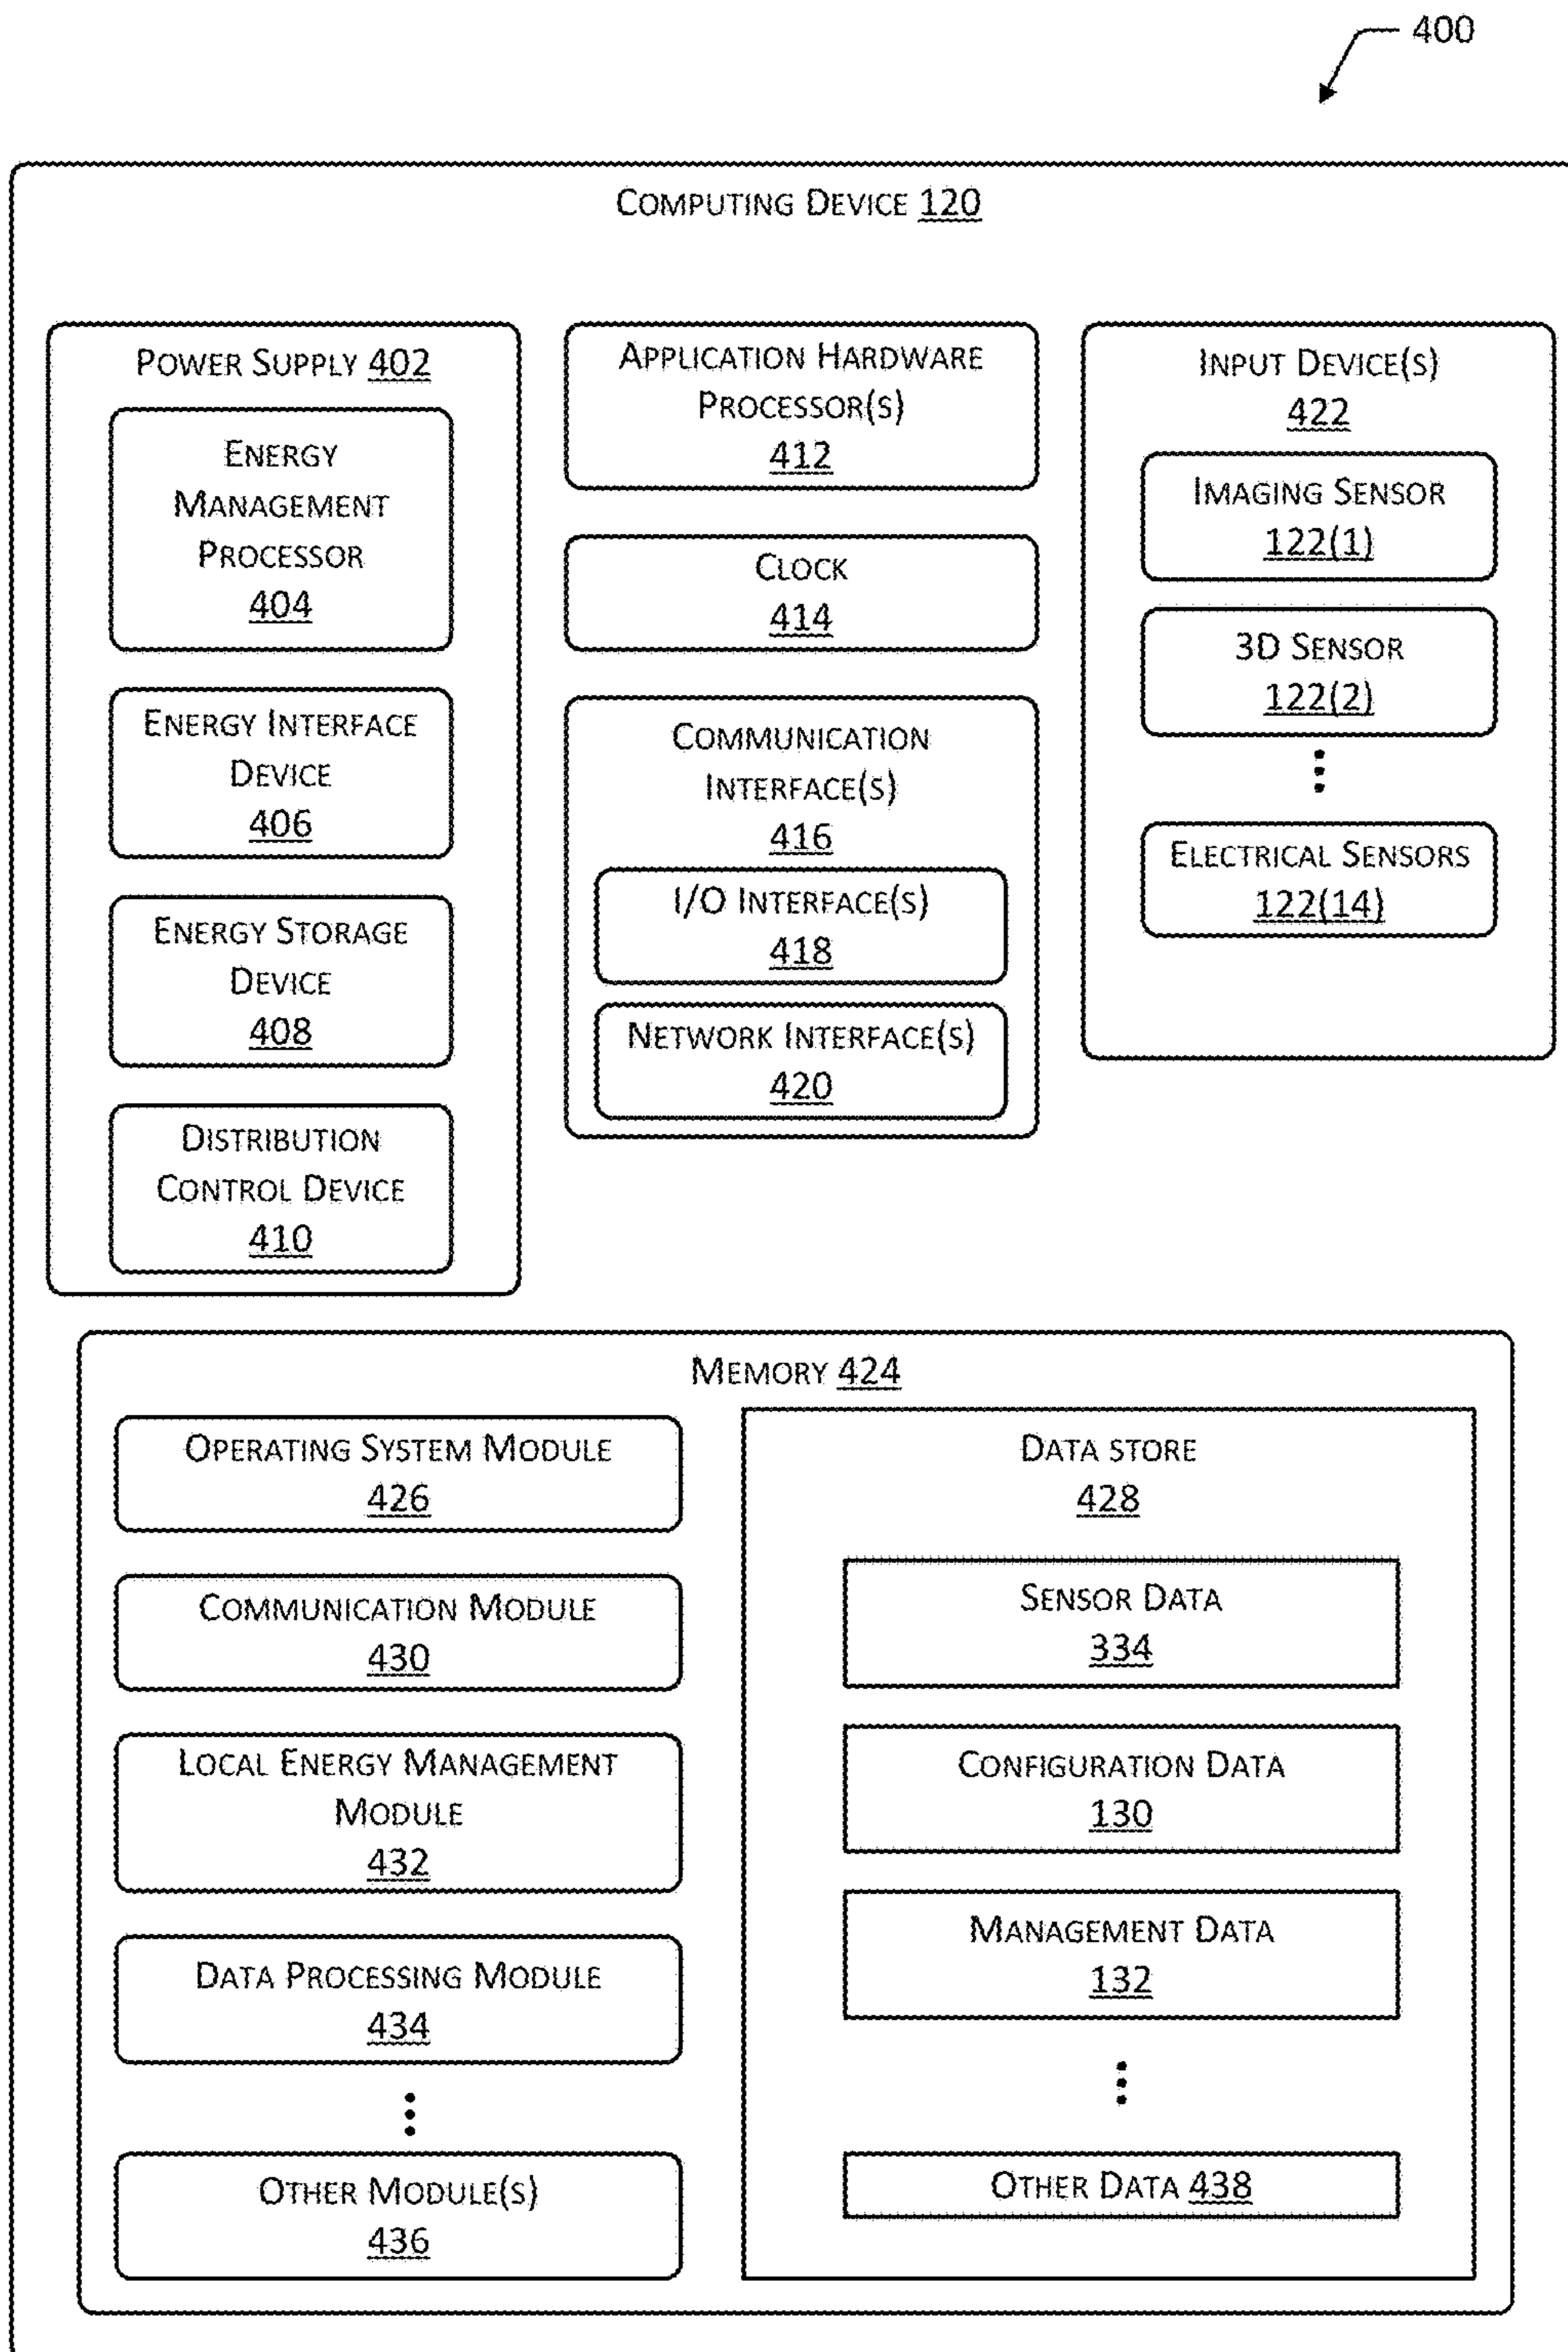 400
COMPUTING DEVICE 120
POWER SUPPLY 402
ENERGY
MANAGEMENT
PROCESSOR
404
ENERGY INTERFACE
DEVICE
406
ENERGY STORAGE
DEVICE
408
DISTRIBUTION
CONTROL DEVICE
410
APPLICATION HARDWARE
PROCESSOR(S)
412
CLOCK
414
COMMUNICATION
INTERFACE(S)
416
I/O INTERFACE(S)
418
NETWORK INTERFACE(S)
420
INPUT DEVICE(S)
422
IMAGING SENSOR
122(1)
3D SENSOR
122(2)
ELECTRICAL SENSORS
122(14)
MEMORY 424
OPERATING SYSTEM MODULE
426
COMMUNICATION MODULE
430
LOCAL ENERGY MANAGEMENT
MODULE
432
DATA PROCESSING MODULE
434
OTHER MODULE(S)
436
DATA STORE
428
SENSOR DATA
334
CONFIGURATION DATA
130
MANAGEMENT DATA
132
OTHER DATA 438